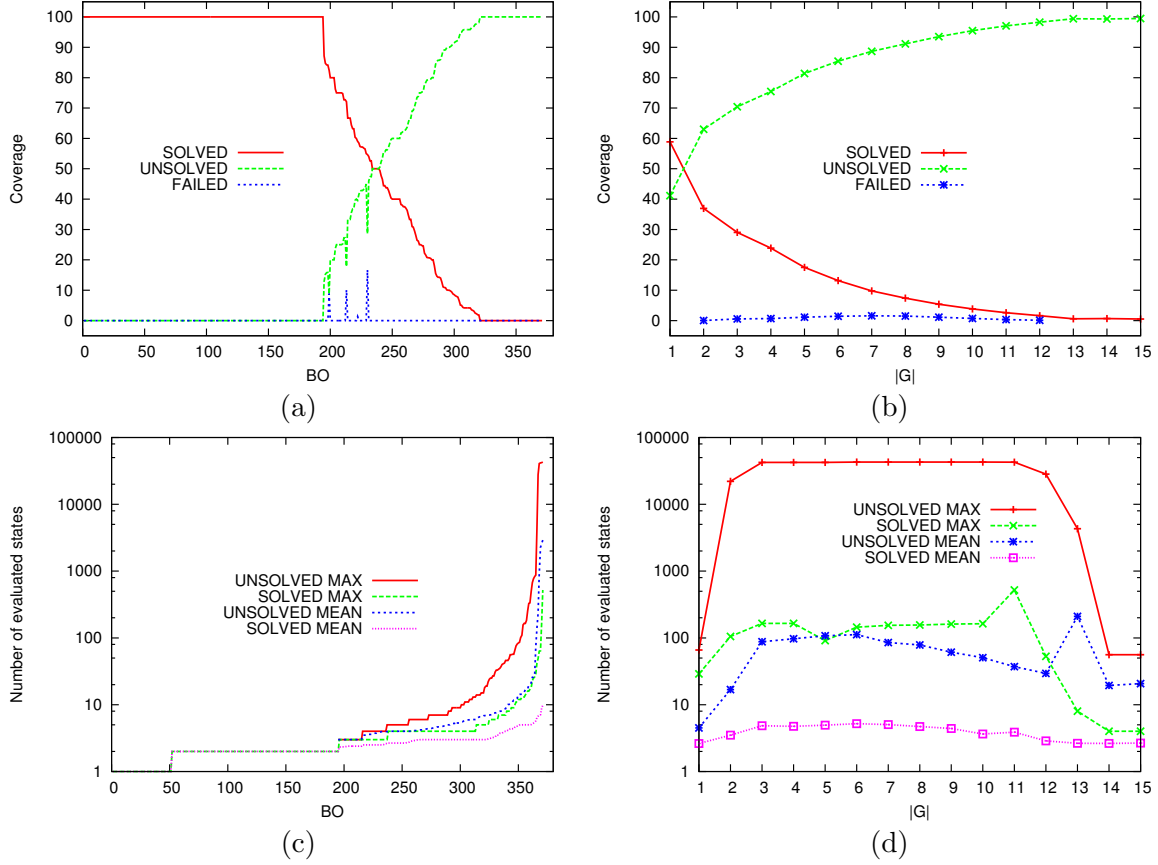 Coverage
100
90
80
70
60
50
40
30
20
10
0
SOLVED
UNSOLVED
FAILED
0 50 100 150 200 250 300 350
BO
(a)
Coverage
100
90
80
70
60
50
40
30
20
10
0
SOLVED
UNSOLVED
FAILED
1 2 3 4 5 6 7 8 9 10 11 12 13 14 15
|G|
(b)
Number of evaluated states
100000
10000
1000
100
10
1
UNSOLVED MAX
SOLVED MAX
UNSOLVED MEAN
SOLVED MEAN
0 50 100 150 200 250 300 350
BO
(c)
Number of evaluated states
100000
10000
1000
100
10
1
UNSOLVED MAX
SOLVED MAX
UNSOLVED MEAN
SOLVED MEAN
1 2 3 4 5 6 7 8 9 10 11 12 13 14 15
|G|
(d)